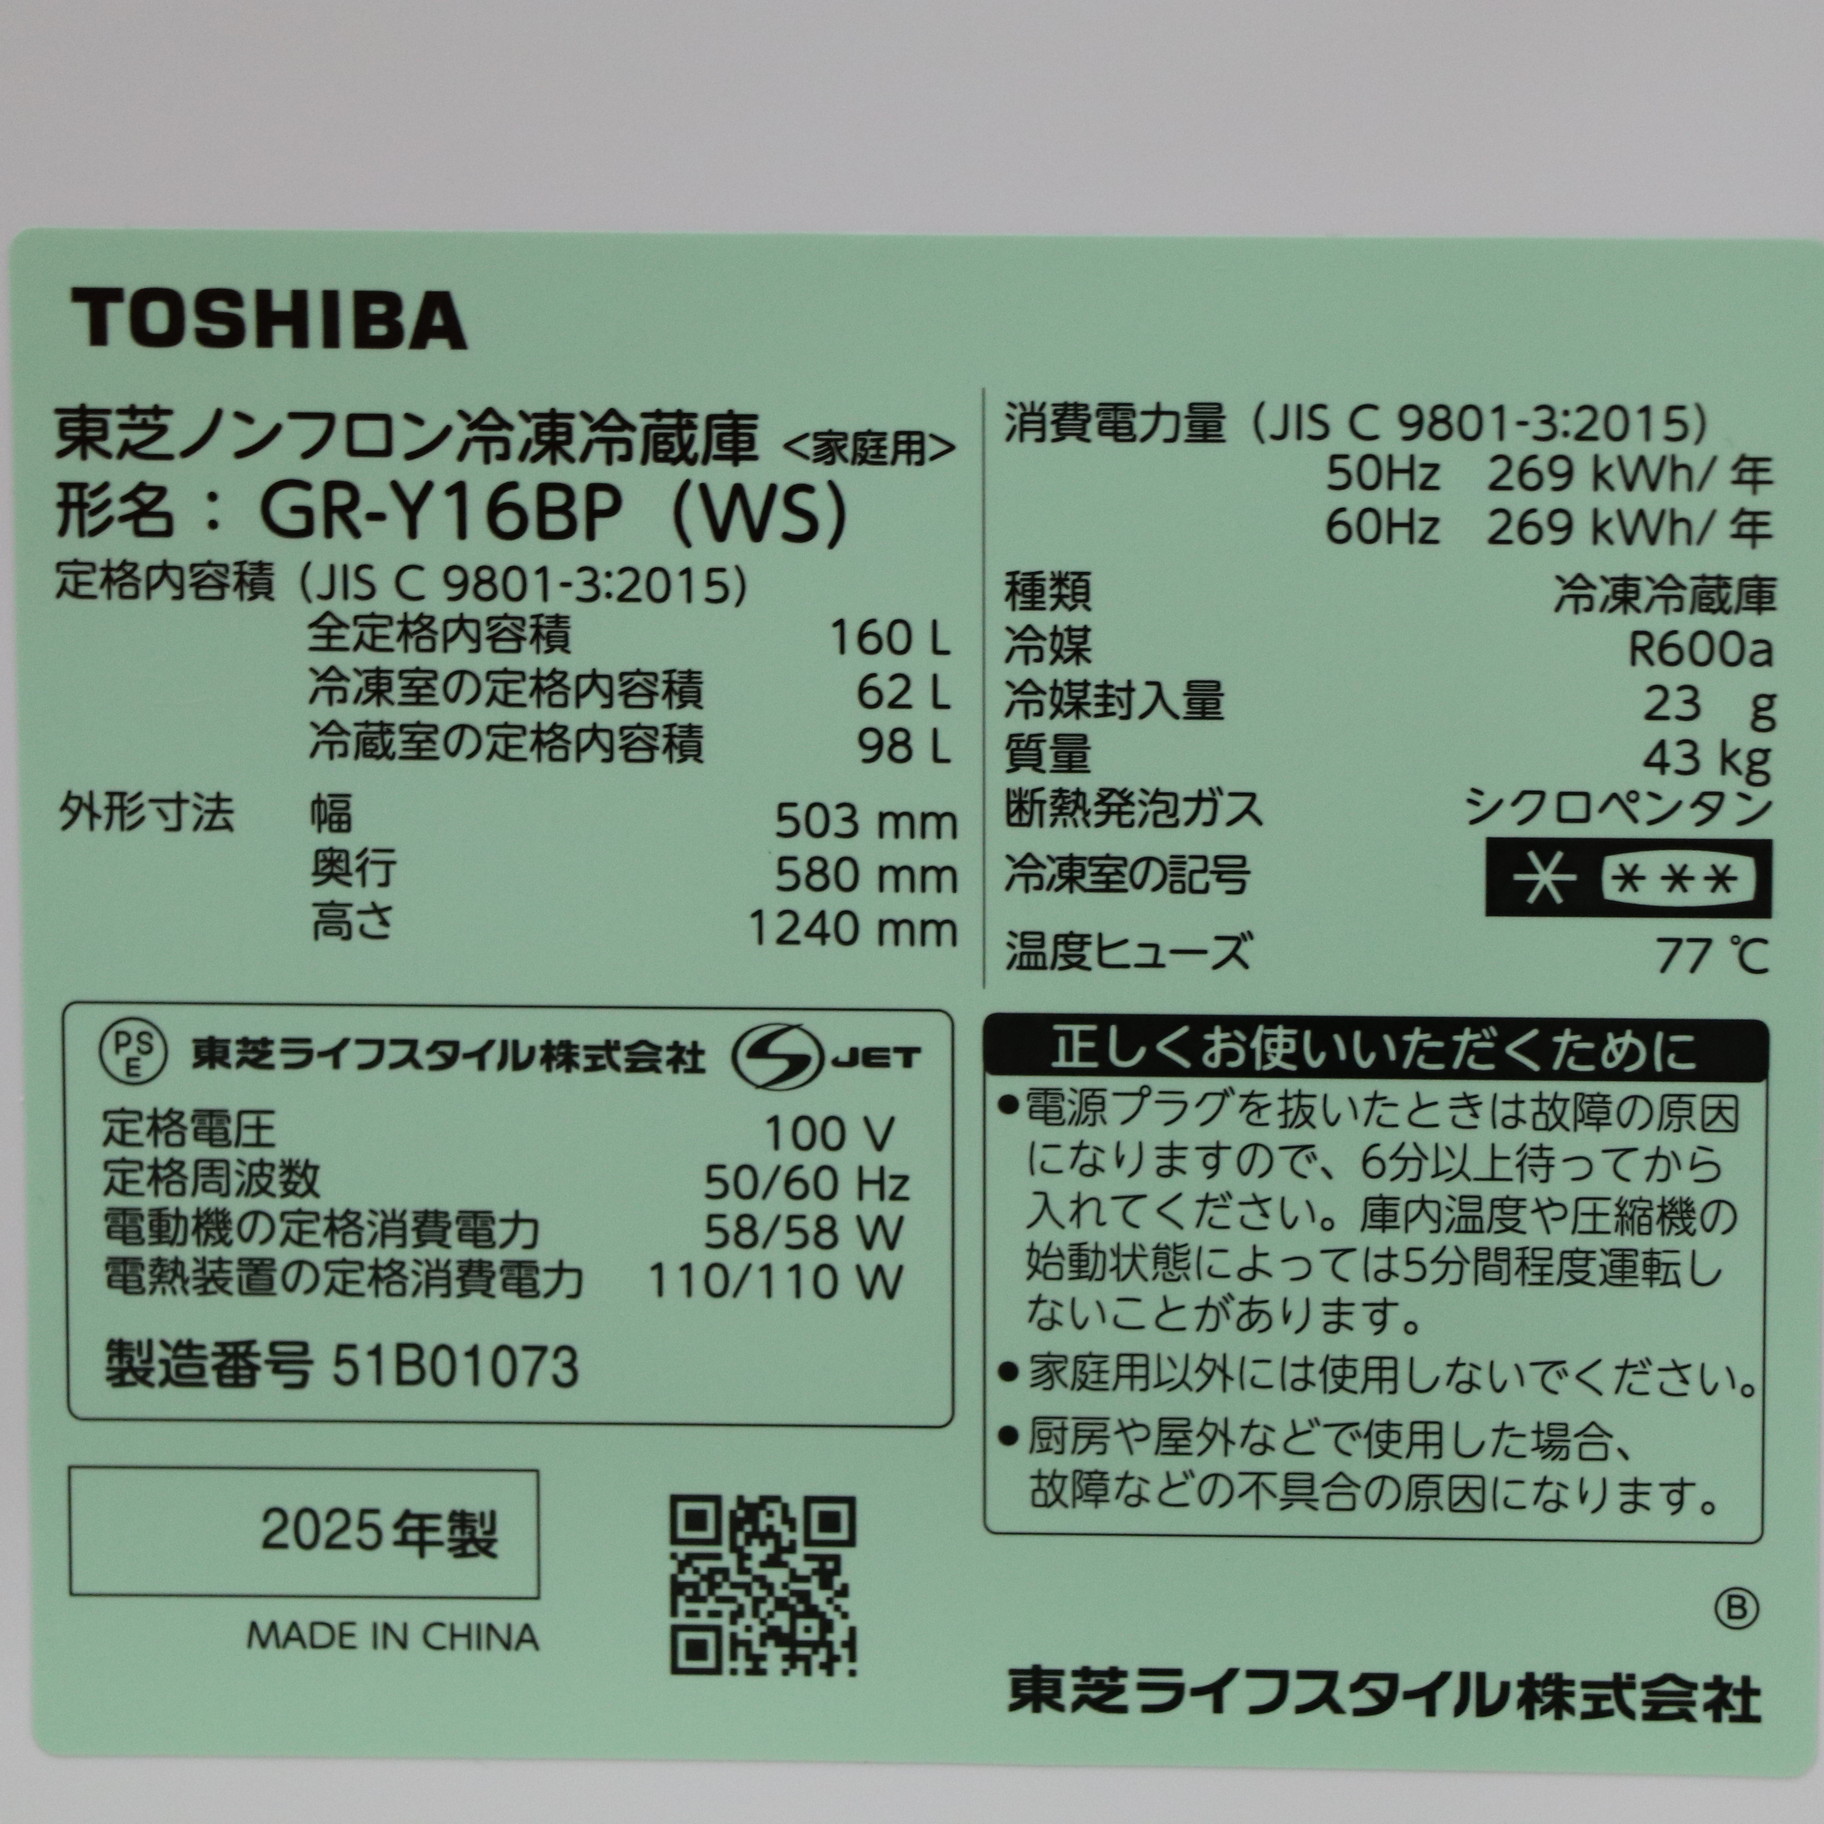 TOSHIBA
東芝ノンフロン冷凍冷蔵庫 <家庭用>
形名：GR-Y16BP (WS)
定格内容積 (JIS C 9801-3:2015)
全定格内容積 160 L
冷凍室の定格内容積 62 L
冷蔵室の定格内容積 98 L
外形寸法 幅 503 mm
奥行 580 mm
高さ 1240 mm
消費電力量 (JIS C 9801-3:2015)
50Hz 269 kWh/年
60Hz 269 kWh/年
種類 冷凍冷蔵庫
冷媒 R600a
冷媒封入量 23 g
質量 43 kg
断熱発泡ガス シクロペンタン
冷凍室の記号 * ***
温度ヒューズ 77 ℃
PSE 東芝ライフスタイル株式会社 S JET
定格電圧 100 V
定格周波数 50/60 Hz
電動機の定格消費電力 58/58 W
電熱装置の定格消費電力 110/110 W
製造番号 51B01073
2025年製
MADE IN CHINA
正しくお使いいただくために
●電源プラグを抜いたときは故障の原因
になりますので、6分以上待ってから
入れてください。庫内温度や圧縮機の
始動状態によっては5分間程度運転し
ないことがあります。
●家庭用以外には使用しないでください。
●厨房や屋外などで使用した場合、
故障などの不具合の原因になります。
Ⓑ
東芝ライフスタイル株式会社